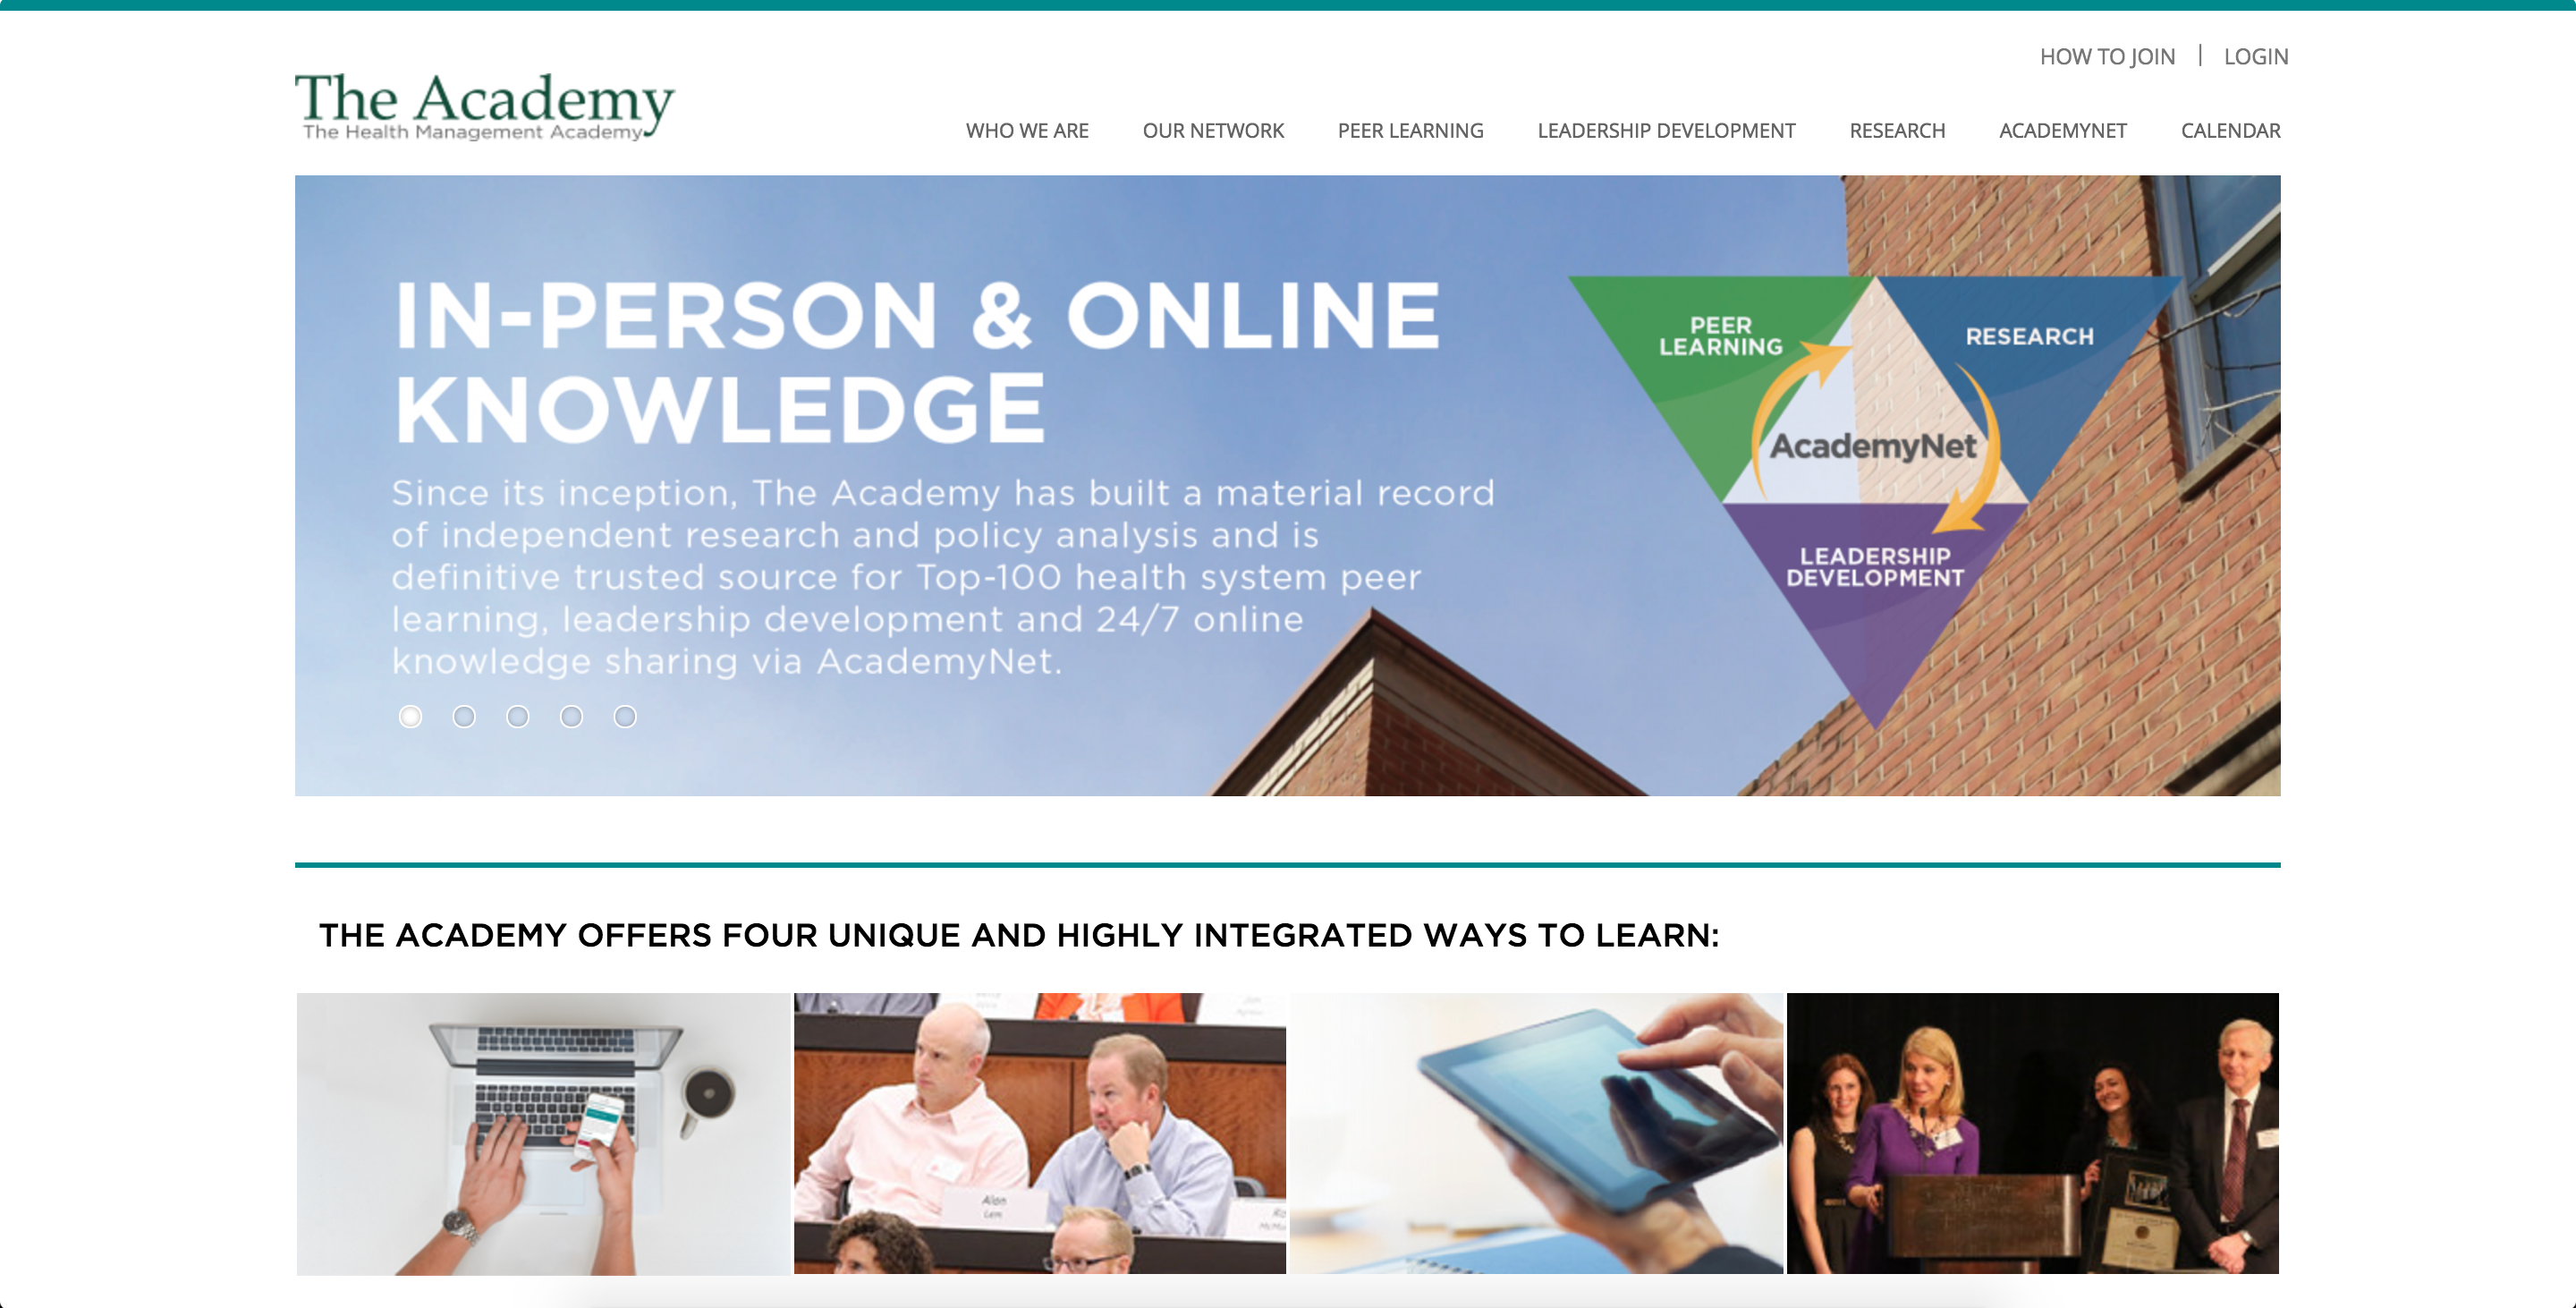 HOW TO JOIN | LOGIN
The Academy
The Health Management Academy
WHO WE ARE OUR NETWORK PEER LEARNING LEADERSHIP DEVELOPMENT RESEARCH ACADEMYNET CALENDAR
IN-PERSON & ONLINE
KNOWLEDGE
Since its inception, The Academy has built a material record
of independent research and policy analysis and is
definitive trusted source for Top-100 health system peer
learning, leadership development and 24/7 online
knowledge sharing via AcademyNet.
PEER
LEARNING
RESEARCH
AcademyNet
LEADERSHIP
DEVELOPMENT
THE ACADEMY OFFERS FOUR UNIQUE AND HIGHLY INTEGRATED WAYS TO LEARN:
Alan
Lem